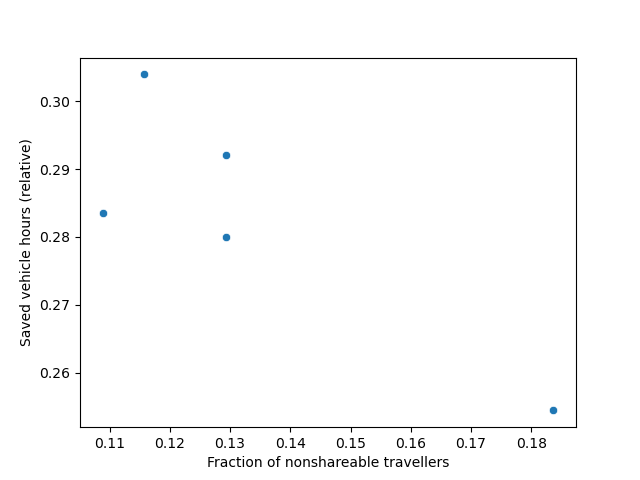 0.30
0.29
0.28
0.27
0.26
Saved vehicle hours (relative)
0.11 0.12 0.13 0.14 0.15 0.16 0.17 0.18
Fraction of nonshareable travellers